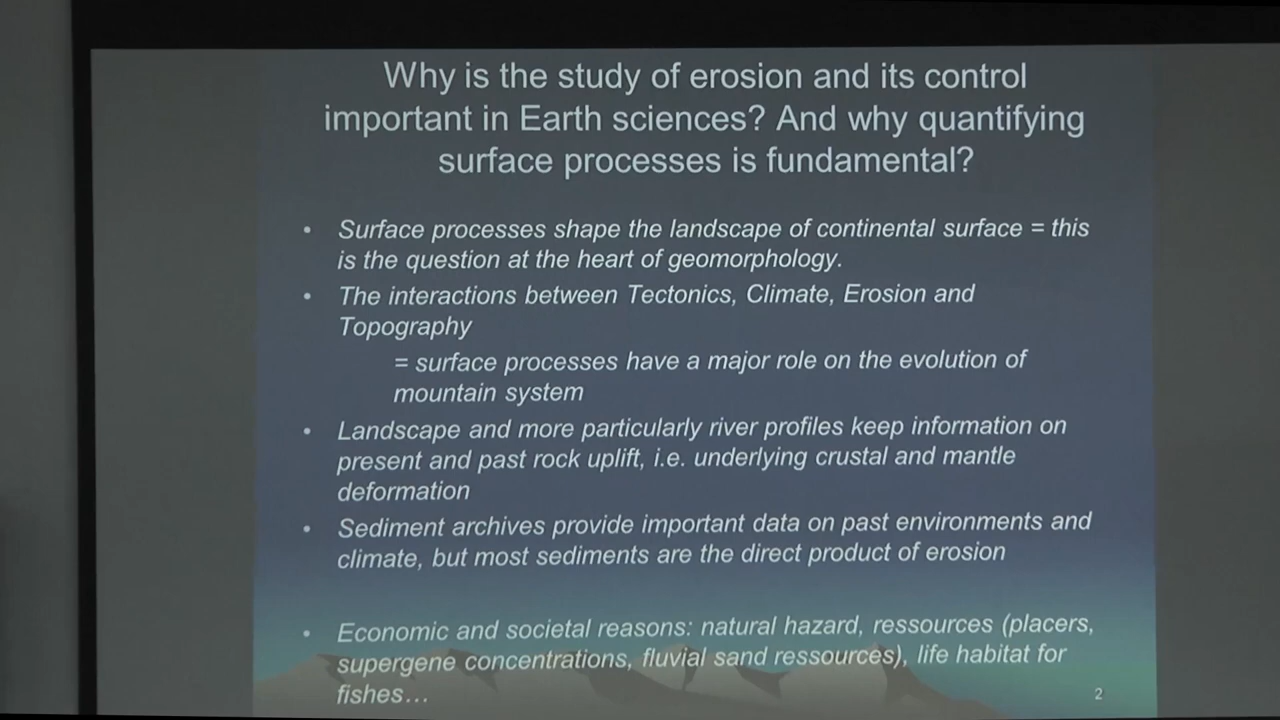 Why is the study of erosion and its control
important in Earth sciences? And why quantifying
surface processes is fundamental?
• Surface processes shape the landscape of continental surface = this
is the question at the heart of geomorphology.
• The interactions between Tectonics, Climate, Erosion and
Topography
= surface processes have a major role on the evolution of
mountain system
• Landscape and more particularly river profiles keep information on
present and past rock uplift, i.e. underlying crustal and mantle
deformation
• Sediment archives provide important data on past environments and
climate, but most sediments are the direct product of erosion
• Economic and societal reasons: natural hazard, ressources (placers,
supergene concentrations, fluvial sand ressources), life habitat for
fishes…
2